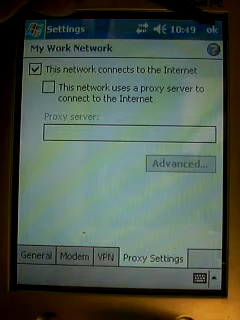 Settings 10:49 ok
My Work Network
This network connects to the Internet
This network uses a proxy server to
connect to the Internet
Proxy server:
Advanced...
General Modem VPN Proxy Settings